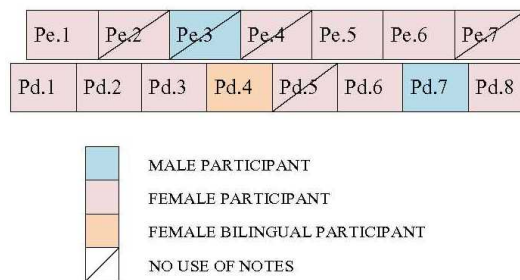 Pe.1 Pe.2 Pe.3 Pe.4 Pe.5 Pe.6 Pe.7
Pd.1 Pd.2 Pd.3 Pd.4 Pd.5 Pd.6 Pd.7 Pd.8
MALE PARTICIPANT
FEMALE PARTICIPANT
FEMALE BILINGUAL PARTICIPANT
NO USE OF NOTES